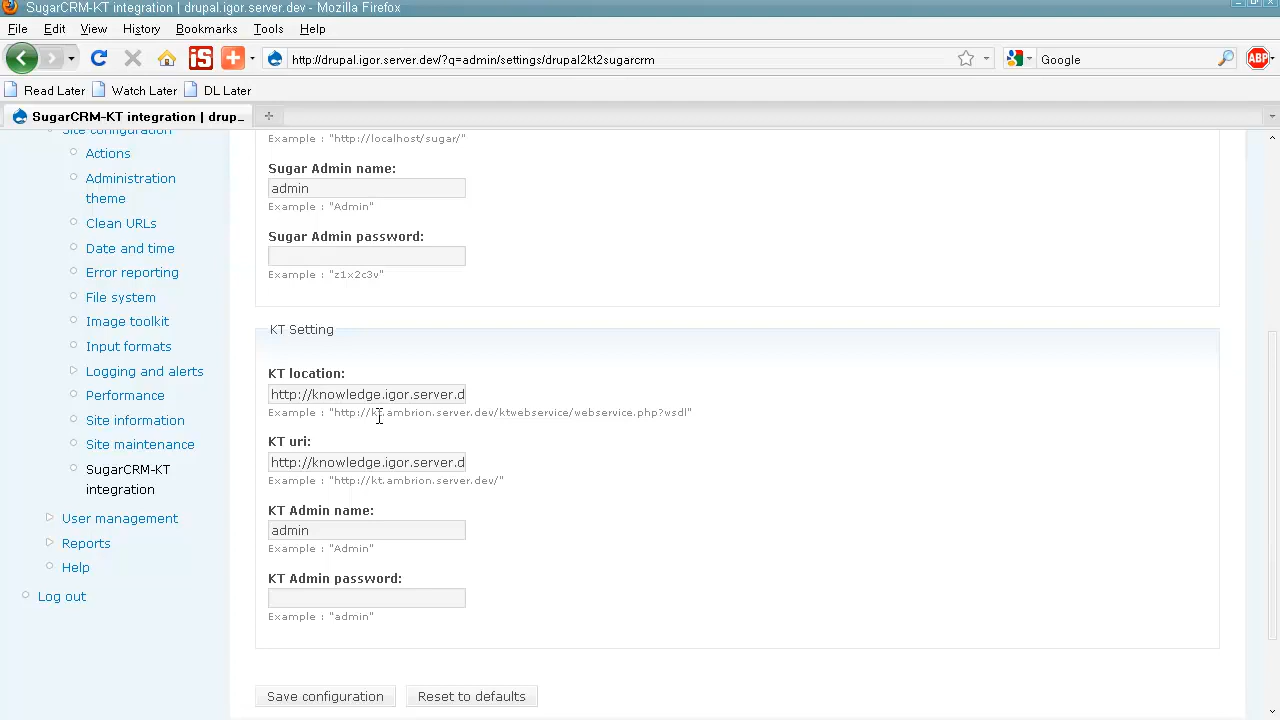 SugarCRM-KT integration | drupal.igor.server.dev - Mozilla Firefox
File Edit View History Bookmarks Tools Help
iS http://drupal.igor.server.dev/?q=admin/settings/drupal2kt2sugarcrm Google ABP
Read Later Watch Later DL Later
SugarCRM-KT integration | drup_
Site configuration
Actions
Administration
theme
Clean URLs
Date and time
Error reporting
File system
Image toolkit
Input formats
Logging and alerts
Performance
Site information
Site maintenance
SugarCRM-KT
integration
User management
Reports
Help
Log out
Example : "http://localhost/sugar/"
Sugar Admin name:
admin
Example : "Admin"
Sugar Admin password:
Example : "z1x2c3v"
KT Setting
KT location:
http://knowledge.igor.server.d
Example : "http://kt.ambrion.server.dev/ktwebservice/webservice.php?wsdl"
KT uri:
http://knowledge.igor.server.d
Example : "http://kt.ambrion.server.dev/"
KT Admin name:
admin
Example : "Admin"
KT Admin password:
Example : "admin"
Save configuration Reset to defaults